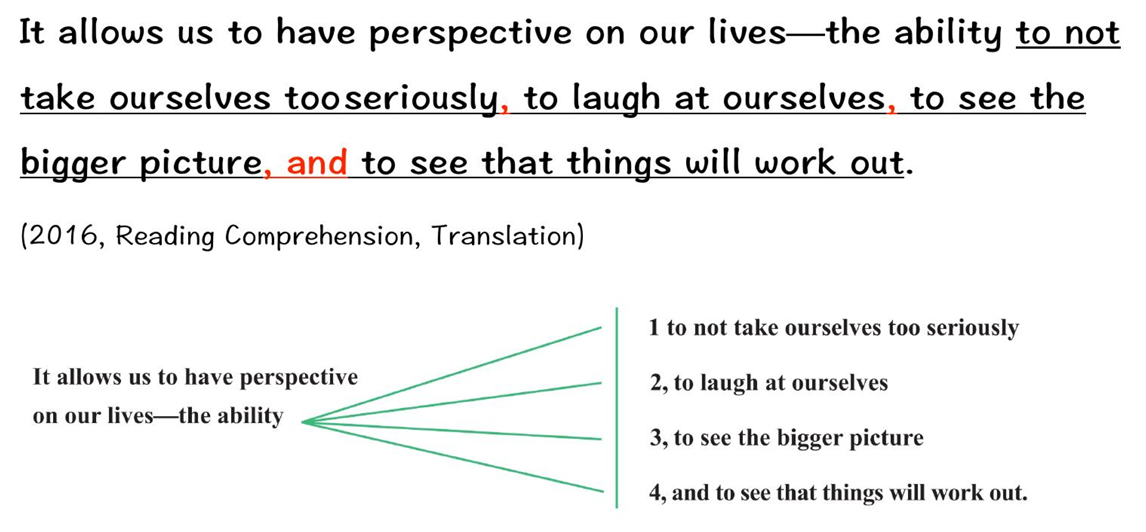 It allows us to have perspective on our lives—the ability to not
take ourselves too seriously, to laugh at ourselves, to see the
bigger picture, and to see that things will work out.
(2016, Reading Comprehension, Translation)
It allows us to have perspective
on our lives—the ability
1 to not take ourselves too seriously
2, to laugh at ourselves
3, to see the bigger picture
4, and to see that things will work out.